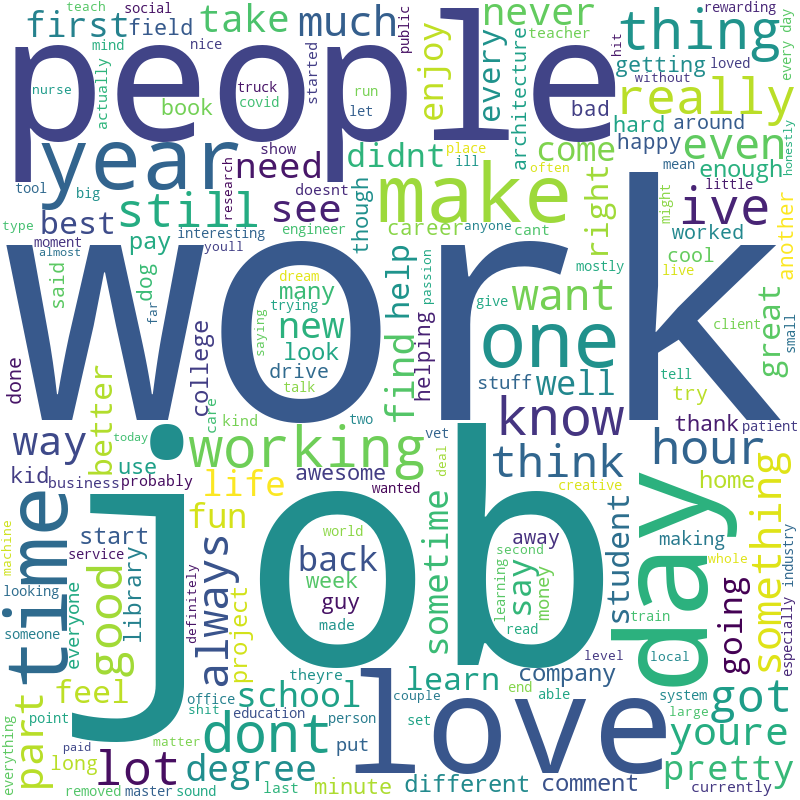 teach social first field take much never rewarding
mind nice public thing every day
people
actually nurse book truck covid started run let hit enjoy every architecture teacher bad getting loved without really
hard around honestly
year need show didnt place ill come happy even
tool big research doesnt often enough mean
best still see though make right ive little
type moment interesting youll engineer career anyone cant might another
almost said pay dog worked cool
work
far dream many trying help passion mostly live give want great small
saying new look find one client
done college drive talk helping stuff well tell try
care kind two know thank patient
way better today working vet think hour
kid use awesome deal home
business probably wanted life creative something
job
machine time start fun world away second making whole day
service always back sometime say money student especially industry
looking good library week guy learning read train going
someone everyone definitely project made level local
part feel theyre learn company system got
point office school couple end able large youre
everything shit education person set love
long dont put pretty
paid matter lot degree minute different comment currently
removed master sound last